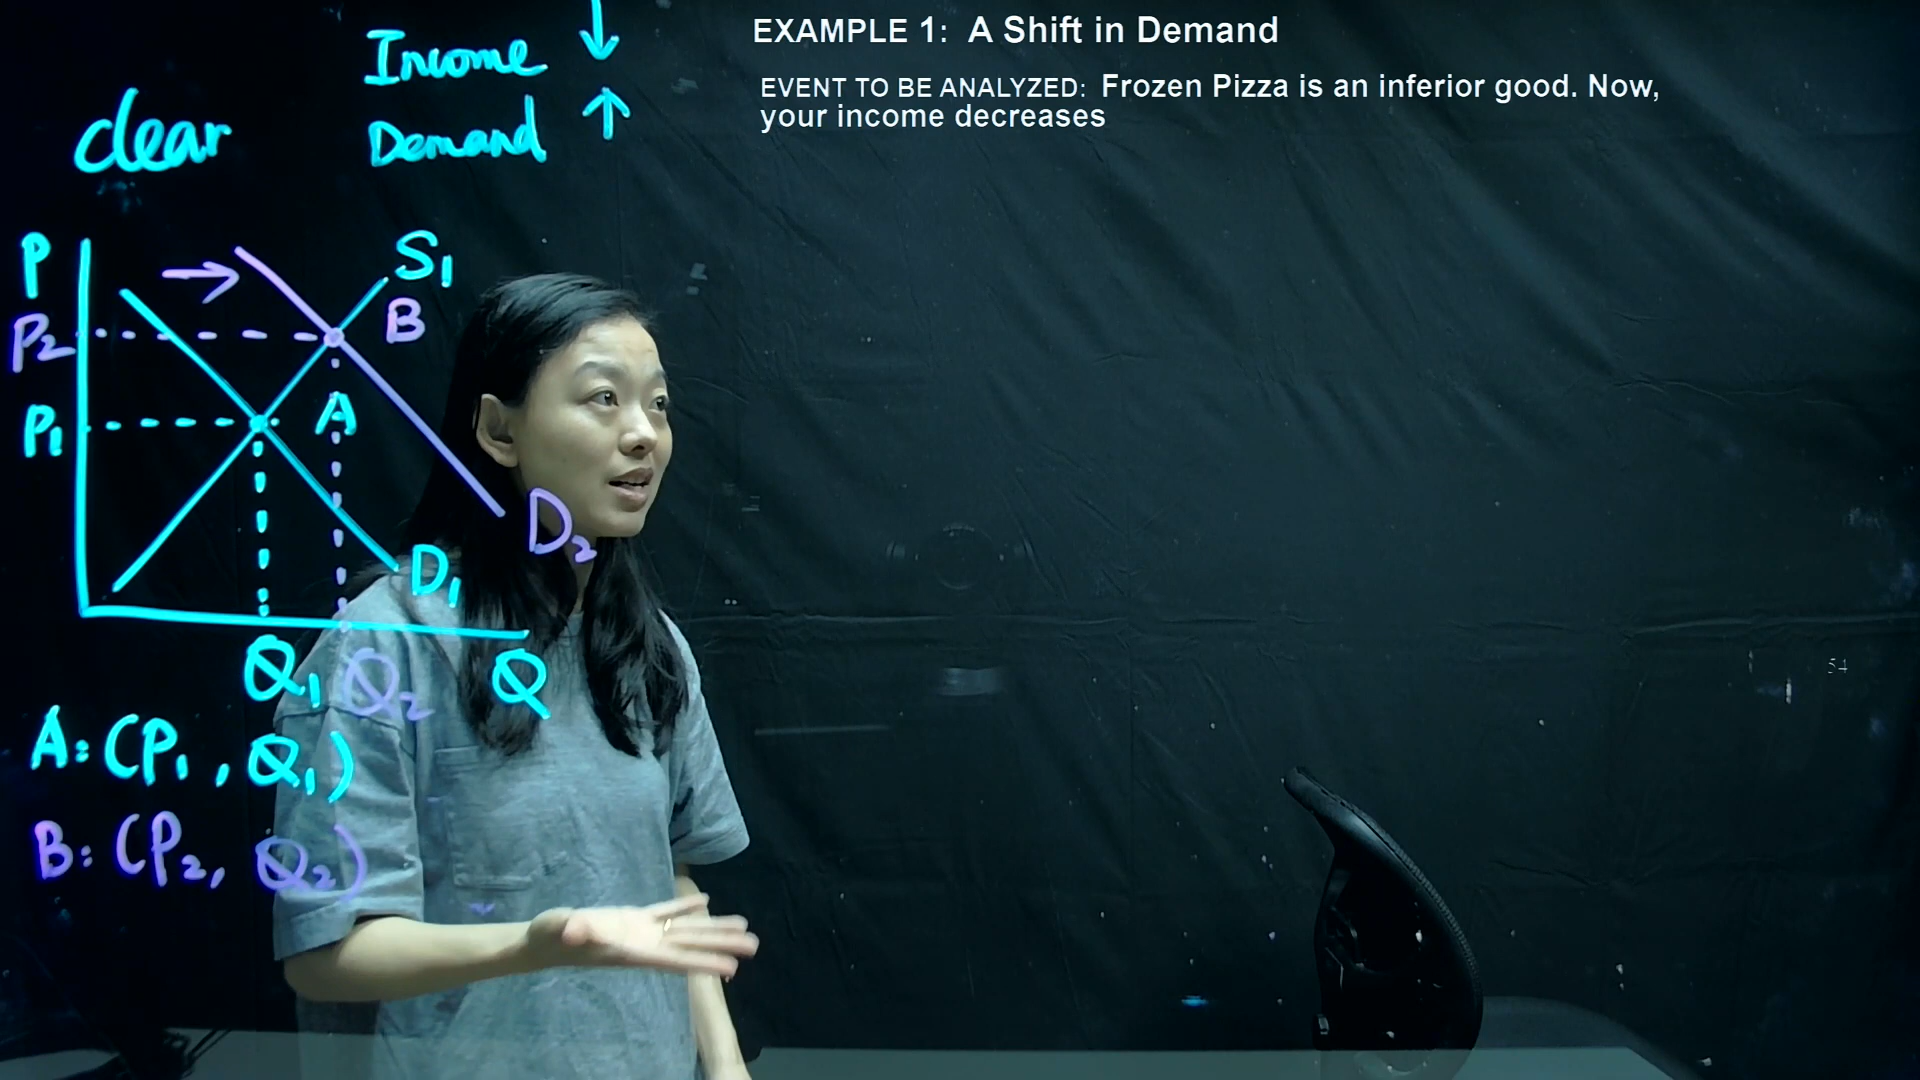 EXAMPLE 1: A Shift in Demand
EVENT TO BE ANALYZED: Frozen Pizza is an inferior good. Now,
your income decreases
Income ↓
Demand ↑
clear
P
S1
B
P2
A
P1
D2
D1
Q1 Q2 Q
A: (P1, Q1)
B: (P2, Q2)
54